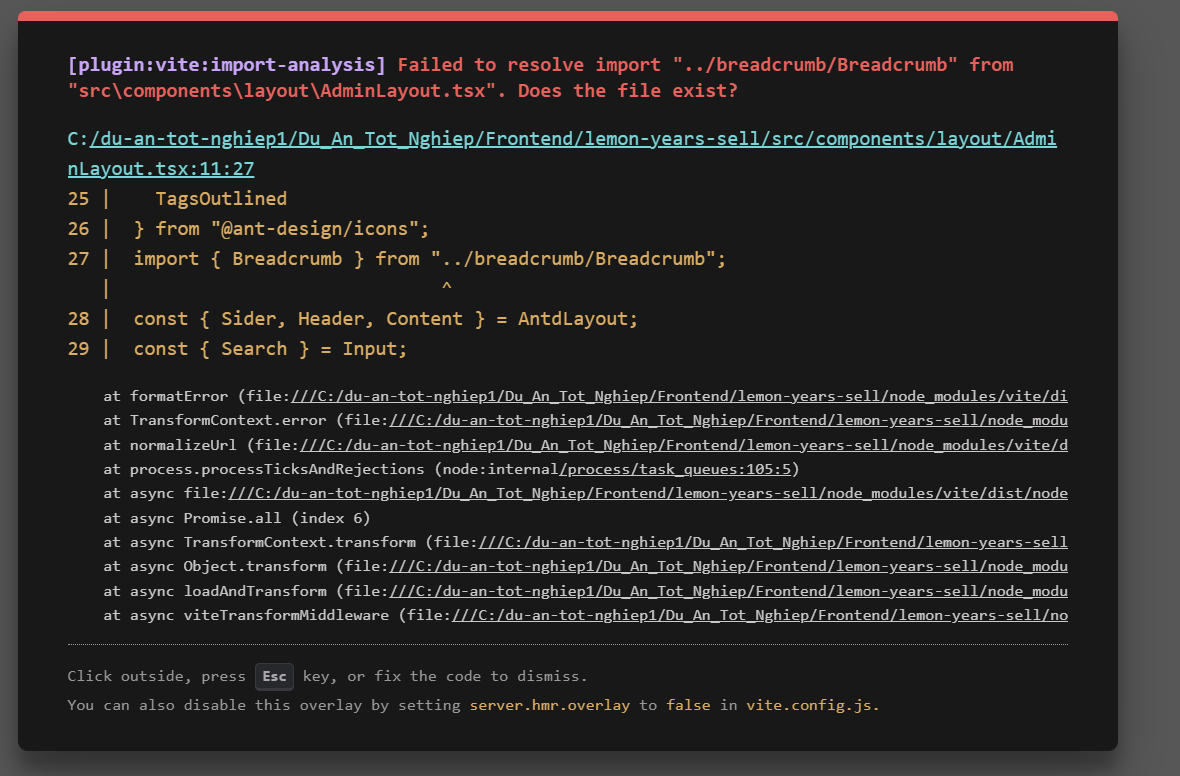 [plugin:vite:import-analysis] Failed to resolve import "../breadcrumb/Breadcrumb" from
"src\components\layout\AdminLayout.tsx". Does the file exist?
C:/du-an-tot-nghiep1/Du_An_Tot_Nghiep/Frontend/lemon-years-sell/src/components/layout/Admi
nLayout.tsx:11:27
25 |    TagsOutlined
26 |  } from "@ant-design/icons";
27 |  import { Breadcrumb } from "../breadcrumb/Breadcrumb";
   |                              ^
28 |  const { Sider, Header, Content } = AntdLayout;
29 |  const { Search } = Input;
at formatError (file:///C:/du-an-tot-nghiep1/Du_An_Tot_Nghiep/Frontend/lemon-years-sell/node_modules/vite/di
at TransformContext.error (file:///C:/du-an-tot-nghiep1/Du_An_Tot_Nghiep/Frontend/lemon-years-sell/node_modu
at normalizeUrl (file:///C:/du-an-tot-nghiep1/Du_An_Tot_Nghiep/Frontend/lemon-years-sell/node_modules/vite/d
at process.processTicksAndRejections (node:internal/process/task_queues:105:5)
at async file:///C:/du-an-tot-nghiep1/Du_An_Tot_Nghiep/Frontend/lemon-years-sell/node_modules/vite/dist/node
at async Promise.all (index 6)
at async TransformContext.transform (file:///C:/du-an-tot-nghiep1/Du_An_Tot_Nghiep/Frontend/lemon-years-sell
at async Object.transform (file:///C:/du-an-tot-nghiep1/Du_An_Tot_Nghiep/Frontend/lemon-years-sell/node_modu
at async loadAndTransform (file:///C:/du-an-tot-nghiep1/Du_An_Tot_Nghiep/Frontend/lemon-years-sell/node_modu
at async viteTransformMiddleware (file:///C:/du-an-tot-nghiep1/Du_An_Tot_Nghiep/Frontend/lemon-years-sell/no
Click outside, press Esc key, or fix the code to dismiss.
You can also disable this overlay by setting server.hmr.overlay to false in vite.config.js.